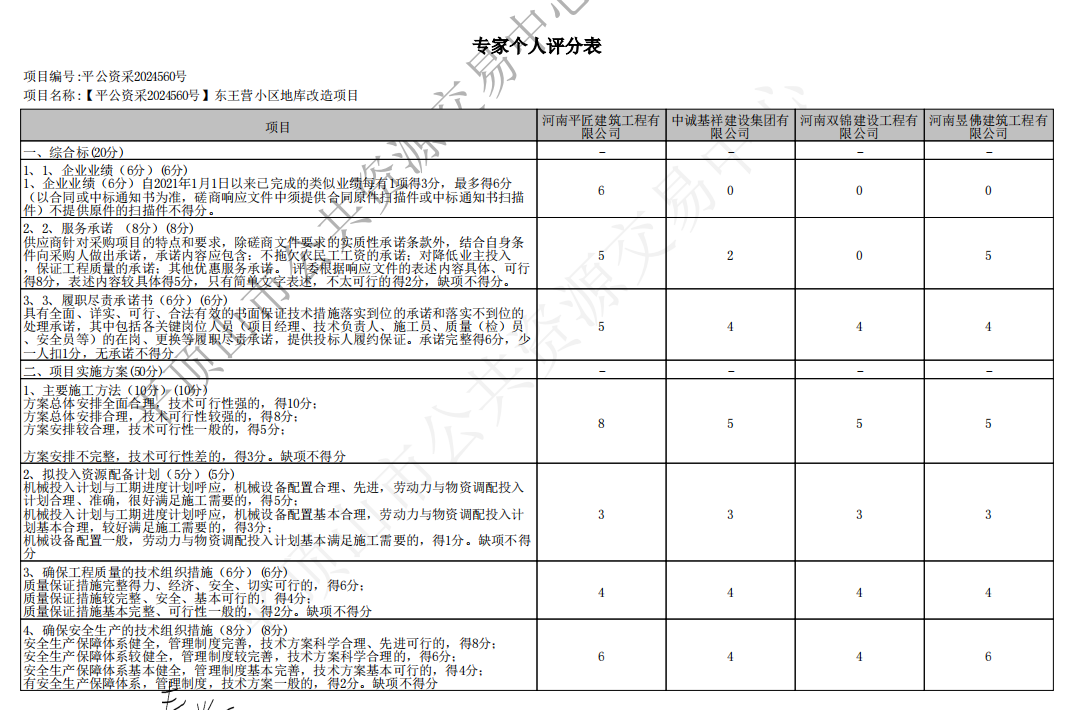 专家个人评分表
项目编号:平公资采2024560号
项目名称:【平公资采2024560号】东王营小区地库改造项目
项目 河南平匠建筑工程有限公司 中诚基祥建设集团有限公司 河南双锦建设工程有限公司 河南昱佛建筑工程有限公司
一、综合标(20分) - - - -
1、1、企业业绩（6分）(6分)
1、企业业绩（6分）自2021年1月1日以来已完成的类似业绩每有1项得3分，最多得6分
（以合同或中标通知书为准，磋商响应文件中须提供合同原件扫描件或中标通知书扫描
件）不提供原件的扫描件不得分。
6 0 0 0
2、2、服务承诺 （8分）(8分)
供应商针对采购项目的特点和要求，除磋商文件要求的实质性承诺条款外，结合自身条
件向采购人做出承诺，承诺内容应包含：不拖欠农民工工资的承诺；对降低业主投入
，保证工程质量的承诺；其他优惠服务承诺。 评委根据响应文件的表述内容具体、可行
得8分，表述内容较具体得5分，只有简单文字表述，不太可行的得2分，缺项不得分。
5 2 0 5
3、3、履职尽责承诺书（6分）(6分)
具有全面、详实、可行、合法有效的书面保证技术措施落实到位的承诺和落实不到位的
处理承诺，其中包括各关键岗位人员（项目经理、技术负责人、施工员、质量（检）员
、安全员等）的在岗、更换等履职尽责承诺，提供投标人履约保证。承诺完整得6分，少
一人扣1分，无承诺不得分
5 4 4 4
二、项目实施方案(50分) - - - -
1、主要施工方法（10分）(10分)
方案总体安排全面合理，技术可行性强的，得10分；
方案总体安排合理，技术可行性较强的，得8分；
方案安排较合理，技术可行性一般的，得5分；
方案安排不完整，技术可行性差的，得3分。缺项不得分
8 5 5 5
2、拟投入资源配备计划（5分）(5分)
机械投入计划与工期进度计划呼应，机械设备配置合理、先进，劳动力与物资调配投入
计划合理、准确，很好满足施工需要的，得5分；
机械投入计划与工期进度计划呼应，机械设备配置基本合理，劳动力与物资调配投入计
划基本合理，较好满足施工需要的，得3分；
机械设备配置一般，劳动力与物资调配投入计划基本满足施工需要的，得1分。缺项不得
分
3 3 3 3
3、确保工程质量的技术组织措施（6分）(6分)
质量保证措施完整得力、经济、安全、切实可行的，得6分；
质量保证措施较完整、安全、基本可行的，得4分；
质量保证措施基本完整、可行性一般的，得2分。缺项不得分
4 4 4 4
4、确保安全生产的技术组织措施（8分）(8分)
安全生产保障体系健全，管理制度完善，技术方案科学合理、先进可行的，得8分；
安全生产保障体系较健全，管理制度较完善，技术方案科学合理的，得6分；
安全生产保障体系基本健全，管理制度基本完善，技术方案基本可行的，得4分；
有安全生产保障体系，管理制度，技术方案一般的，得2分。缺项不得分
6 4 4 6
平顶山市公共资源交易中心
顶山市公共资源交易中心